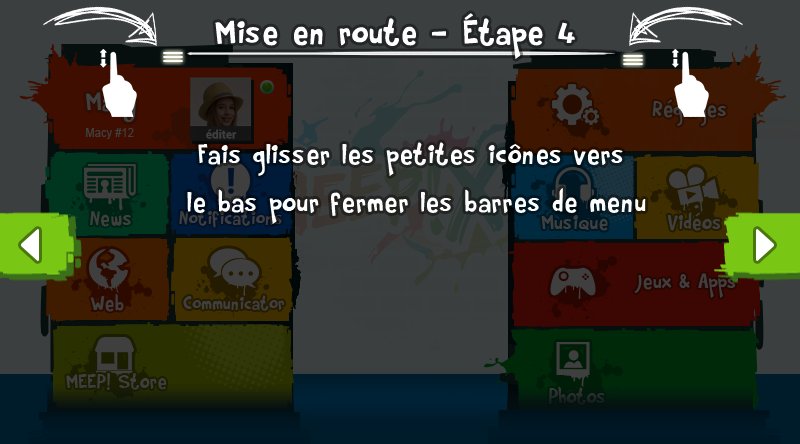 Mise en route - Étape 4
Macy #12
éditer
Réglages
Fais glisser les petites icônes vers
le bas pour fermer les barres de menu
News
Notifications
Musique
Vidéos
Web
Communicator
Jeux & Apps
MEEP! Store
Photos